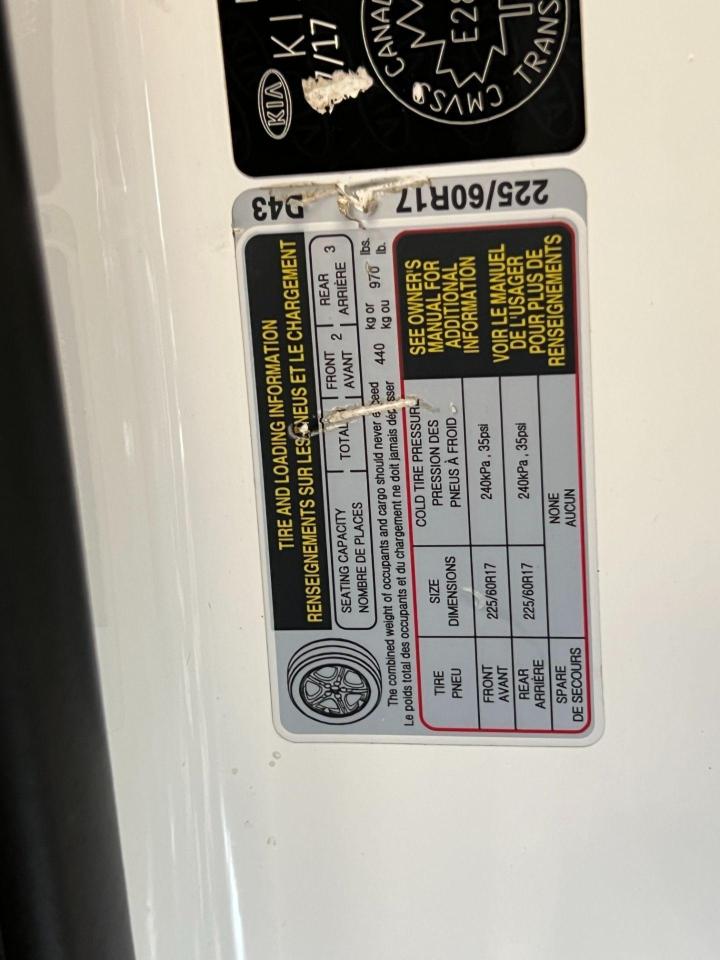 KIA
KI
/17
CMVSS
CANAD
TRANS
E28
225/60R17
D43
TIRE AND LOADING INFORMATION
RENSEIGNEMENTS SUR LES PNEUS ET LE CHARGEMENT
SEATING CAPACITY
NOMBRE DE PLACES
TOTAL
FRONT 2
AVANT
REAR 3
ARRIÈRE
The combined weight of occupants and cargo should never exceed 440 kg or 970 lbs.
Le poids total des occupants et du chargement ne doit jamais dépasser kg ou lb.
TIRE SIZE COLD TIRE PRESSURE
PNEU DIMENSIONS PRESSION DES
PNEUS À FROID
FRONT 225/60R17 240kPa , 35psi
AVANT
REAR 225/60R17 240kPa , 35psi
ARRIÈRE
SPARE NONE
DE SECOURS AUCUN
SEE OWNER'S
MANUAL FOR
ADDITIONAL
INFORMATION
VOIR LE MANUEL
DE L'USAGER
POUR PLUS DE
RENSEIGNEMENTS